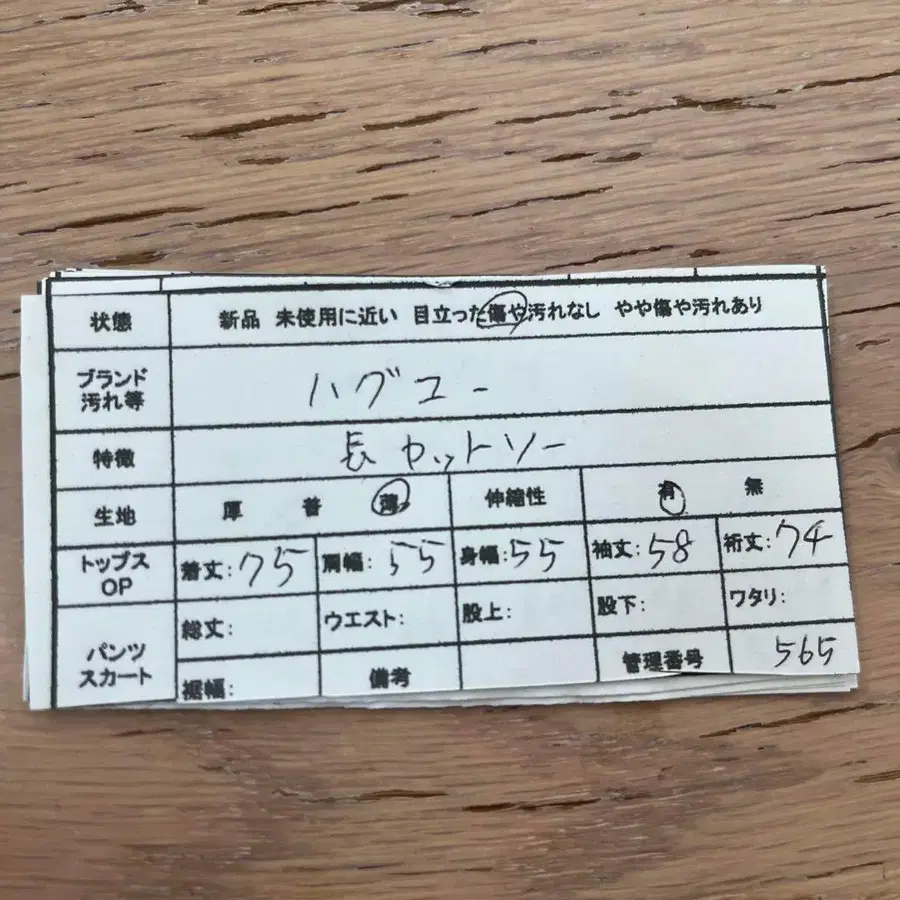 状態 新品 未使用に近い 目立った傷や汚れなし やや傷や汚れあり
ブランド
汚れ等 ハグユー
特徴 長カットソー
生地 厚 普 薄 伸縮性 有 無
トップス
OP 着丈:75 肩幅:55 身幅:55 袖丈:58 裄丈:74
パンツ
スカート 総丈: ウエスト: 股上: 股下: ワタリ:
裾幅: 備考 管理番号 565